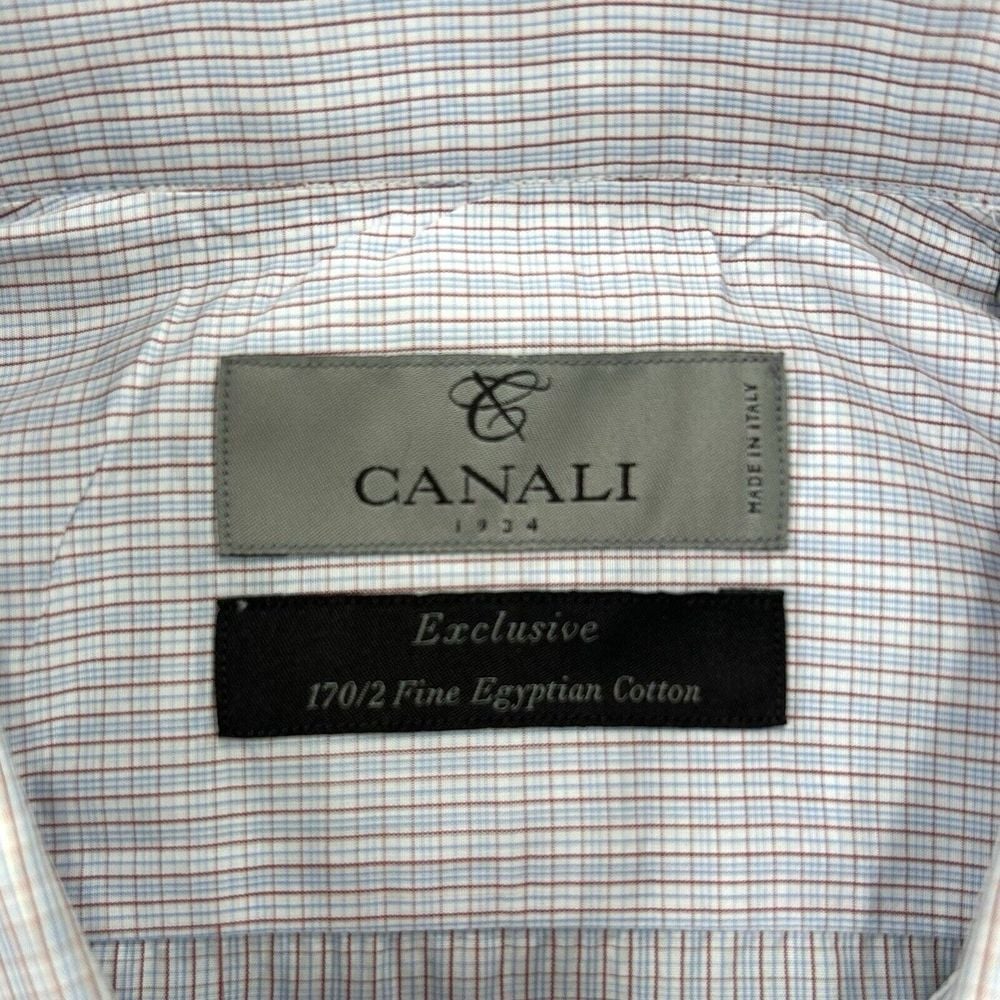 CANALI
1934
MADE IN ITALY
Exclusive
170/2 Fine Egyptian Cotton